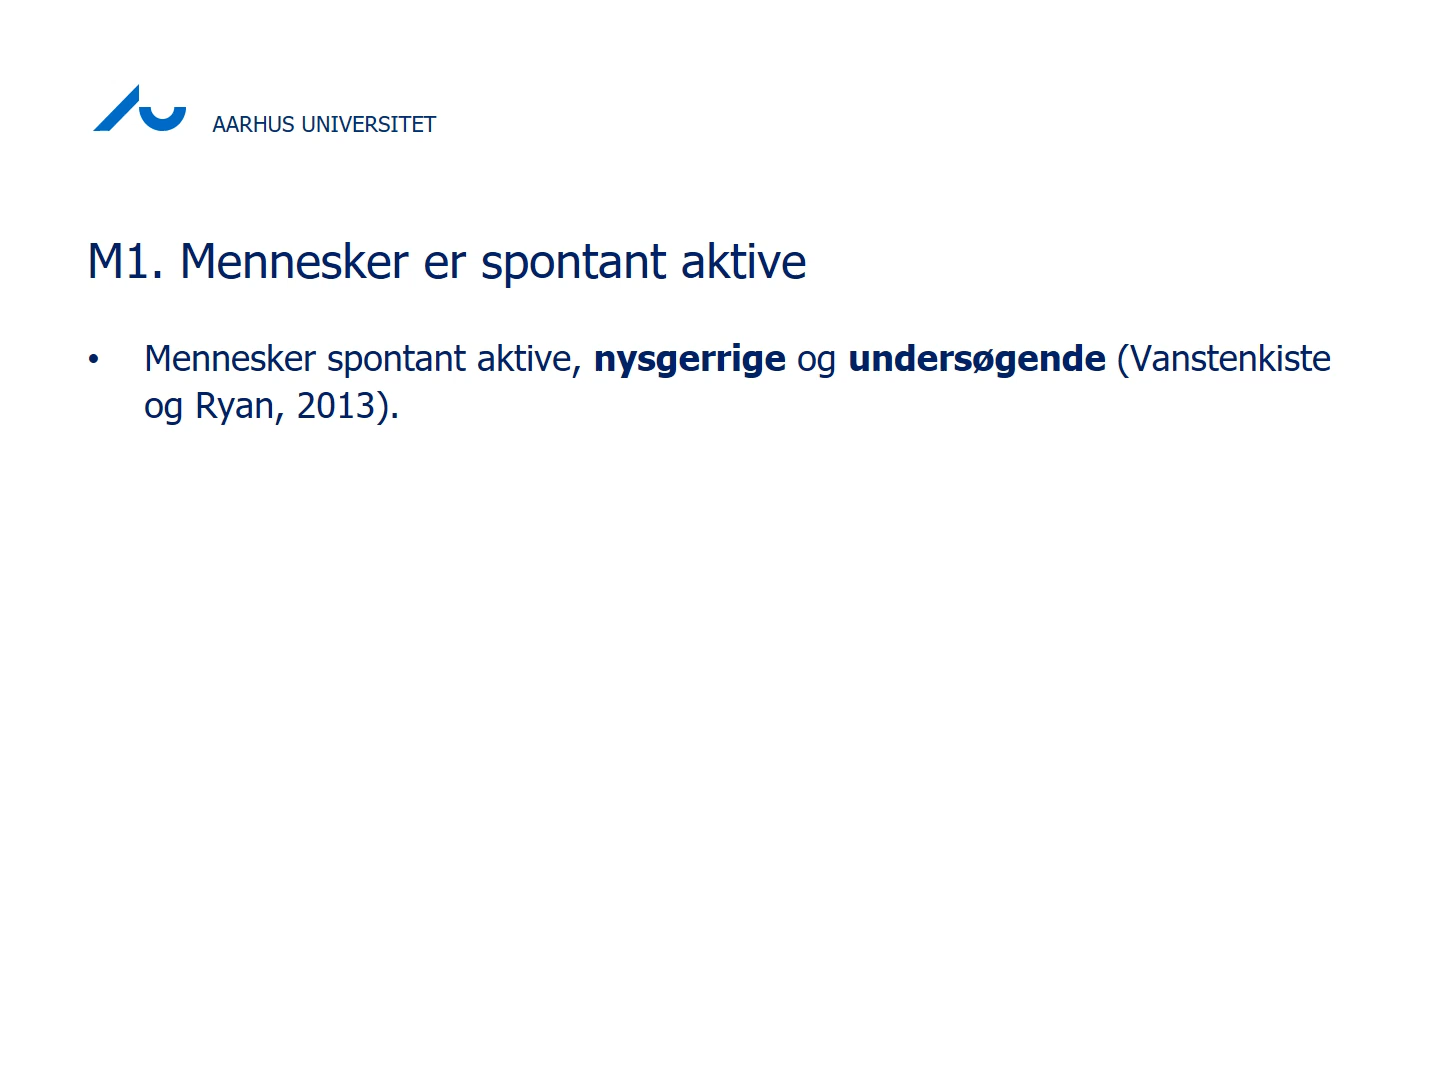 AARHUS UNIVERSITET
M1. Mennesker er spontant aktive
• Mennesker spontant aktive, nysgerrige og undersøgende (Vanstenkiste
og Ryan, 2013).